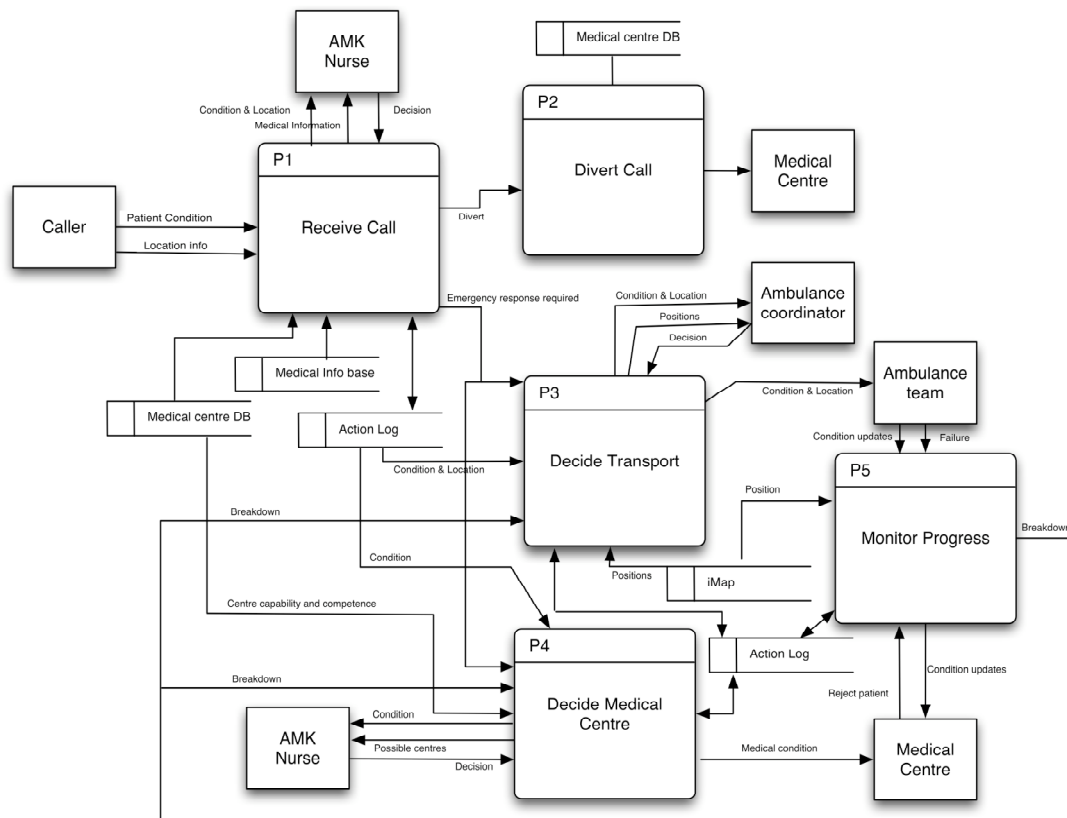 AMK
Nurse
Medical centre DB
Condition & Location
Medical Information
Decision
P2
Divert Call
P1
Receive Call
Medical
Centre
Caller
Patient Condition
Location info
Divert
Emergency response required
Condition & Location
Positions
Decision
Ambulance
coordinator
Medical Info base
Medical centre DB
Action Log
P3
Decide Transport
Condition & Location
Ambulance
team
Condition updates
Failure
Condition & Location
P5
Monitor Progress
Position
Breakdown
Breakdown
Condition
Positions
iMap
Centre capability and competence
P4
Decide Medical
Centre
Action Log
Breakdown
Condition updates
Reject patient
AMK
Nurse
Condition
Possible centres
Decision
Medical condition
Medical
Centre